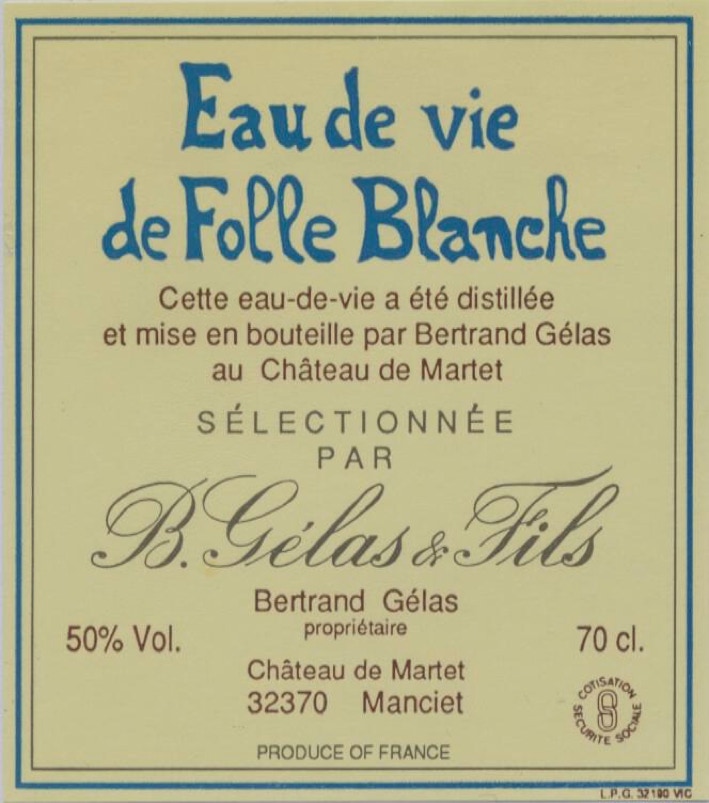 Eau de vie
de Folle Blanche
Cette eau-de-vie a été distillée
et mise en bouteille par Bertrand Gélas
au Château de Martet
SÉLECTIONNÉE
PAR
B. Gélas & Fils
Bertrand Gélas
propriétaire
50% Vol.
70 cl.
Château de Martet
32370 Manciet
COTISATION
SECURITE SOCIALE
PRODUCE OF FRANCE
L.P.G. 32190 VIC